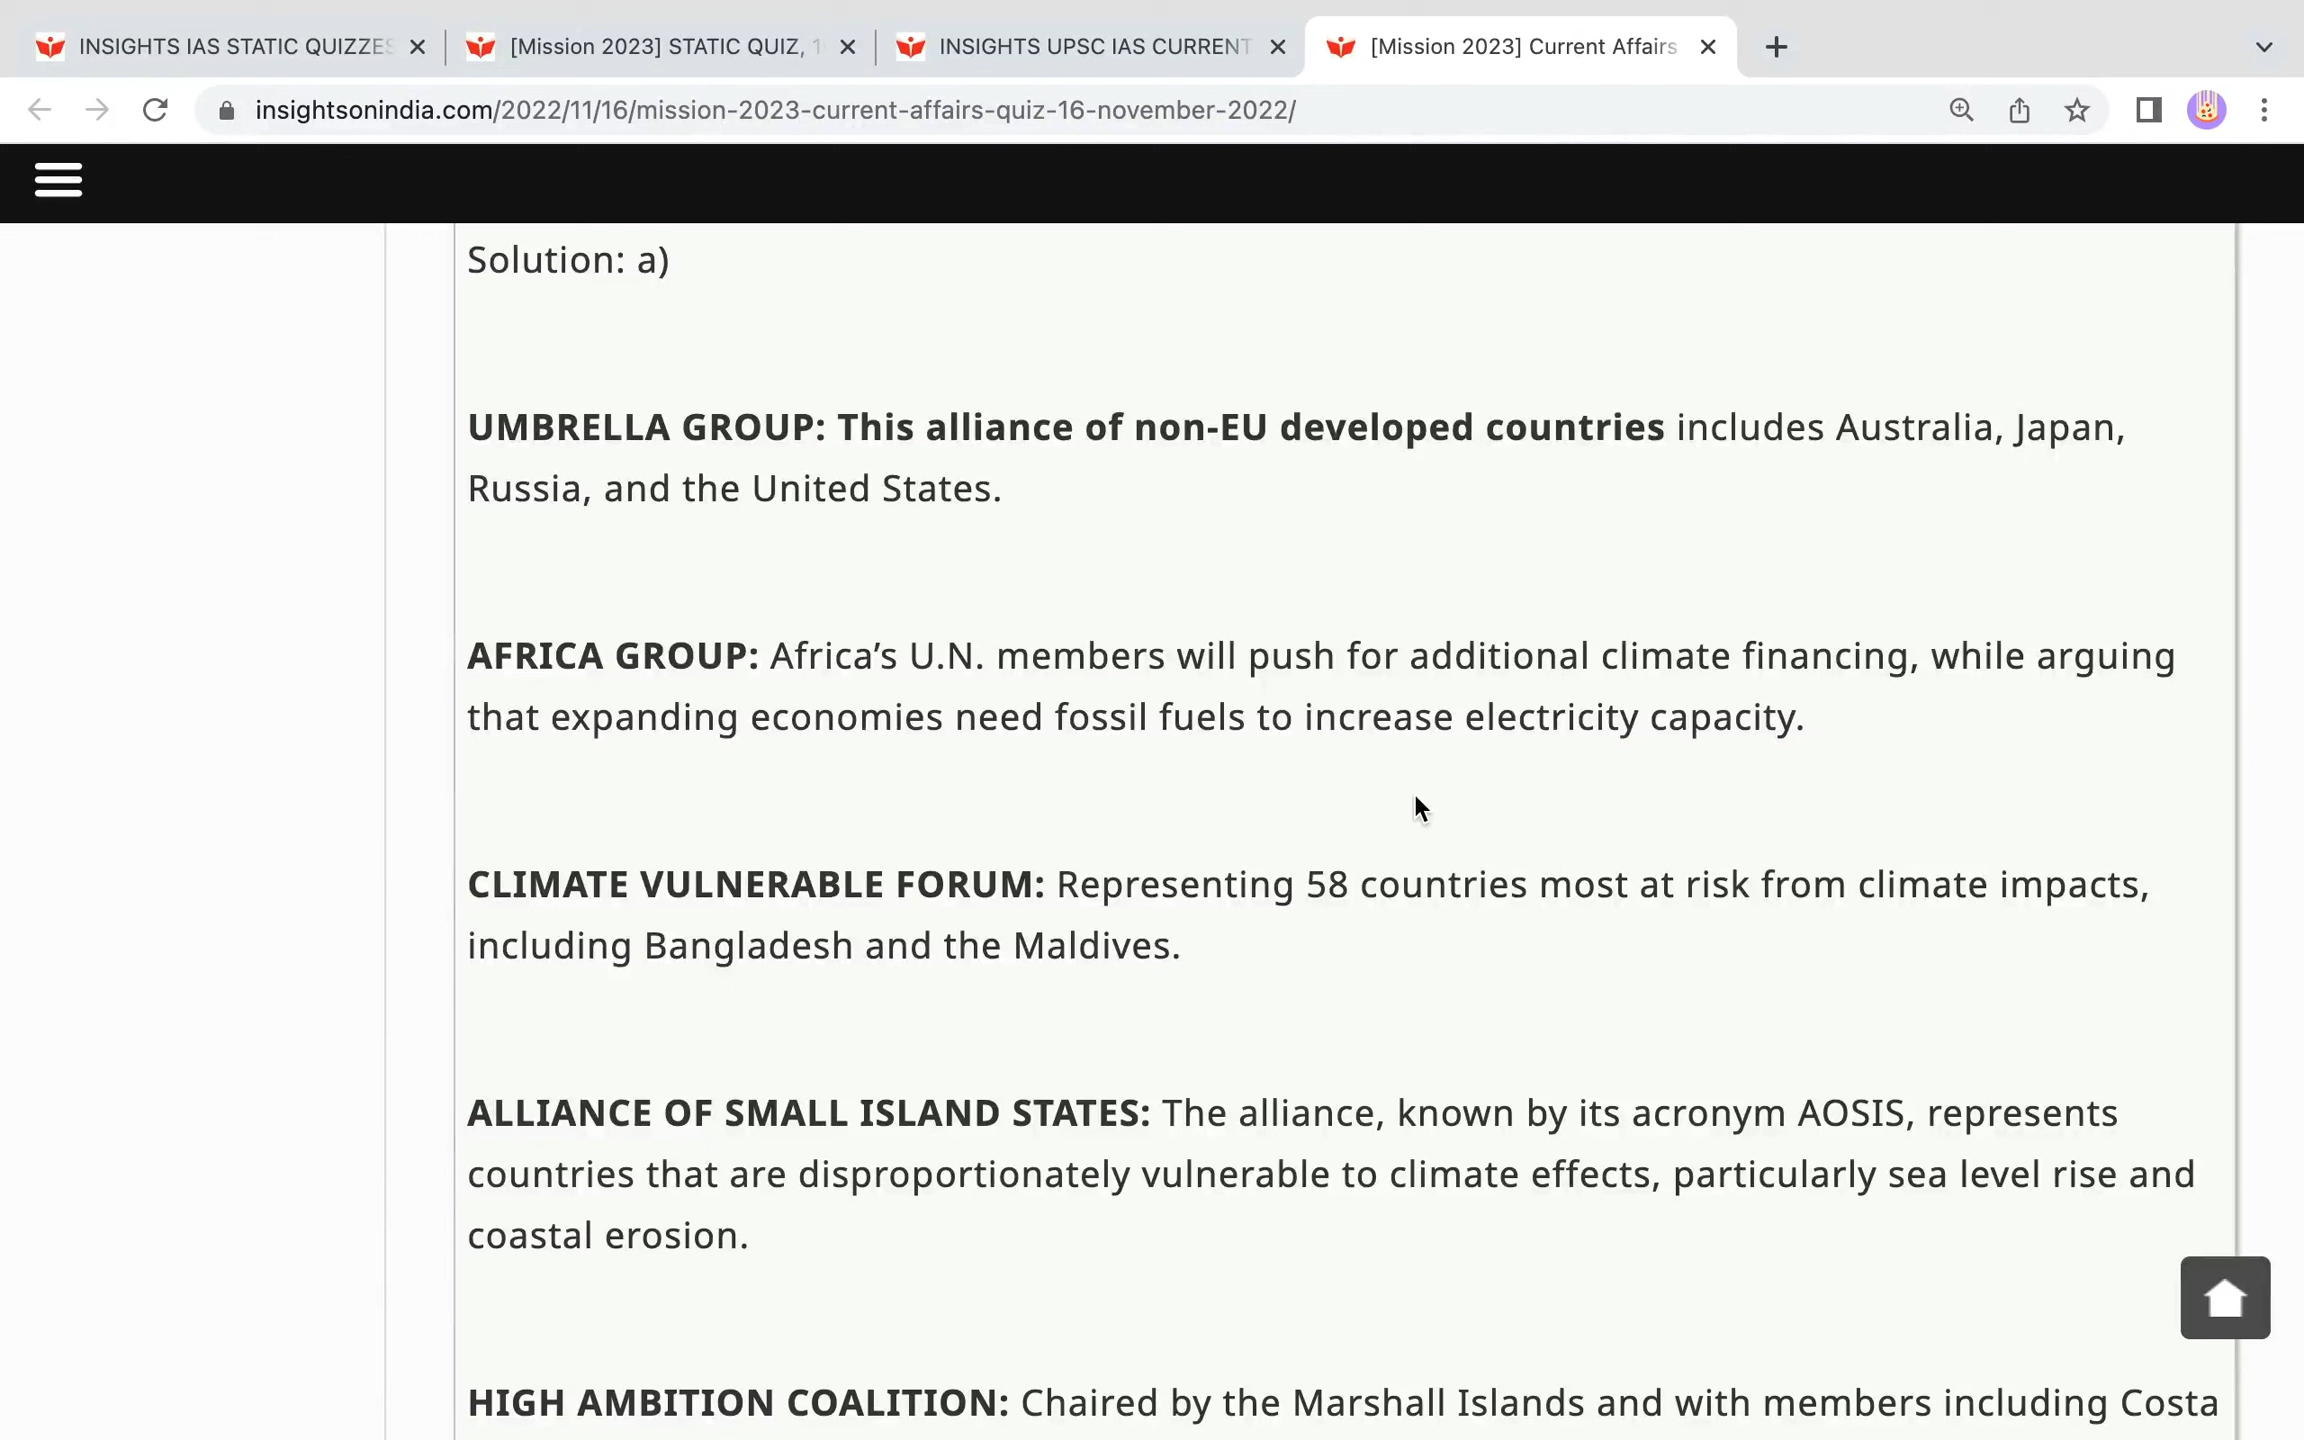 INSIGHTS IAS STATIC QUIZZES
[Mission 2023] STATIC QUIZ, 1
INSIGHTS UPSC IAS CURRENT
[Mission 2023] Current Affairs
insightsonindia.com/2022/11/16/mission-2023-current-affairs-quiz-16-november-2022/
Solution: a)
UMBRELLA GROUP: This alliance of non-EU developed countries includes Australia, Japan,
Russia, and the United States.
AFRICA GROUP: Africa’s U.N. members will push for additional climate financing, while arguing
that expanding economies need fossil fuels to increase electricity capacity.
CLIMATE VULNERABLE FORUM: Representing 58 countries most at risk from climate impacts,
including Bangladesh and the Maldives.
ALLIANCE OF SMALL ISLAND STATES: The alliance, known by its acronym AOSIS, represents
countries that are disproportionately vulnerable to climate effects, particularly sea level rise and
coastal erosion.
HIGH AMBITION COALITION: Chaired by the Marshall Islands and with members including Costa